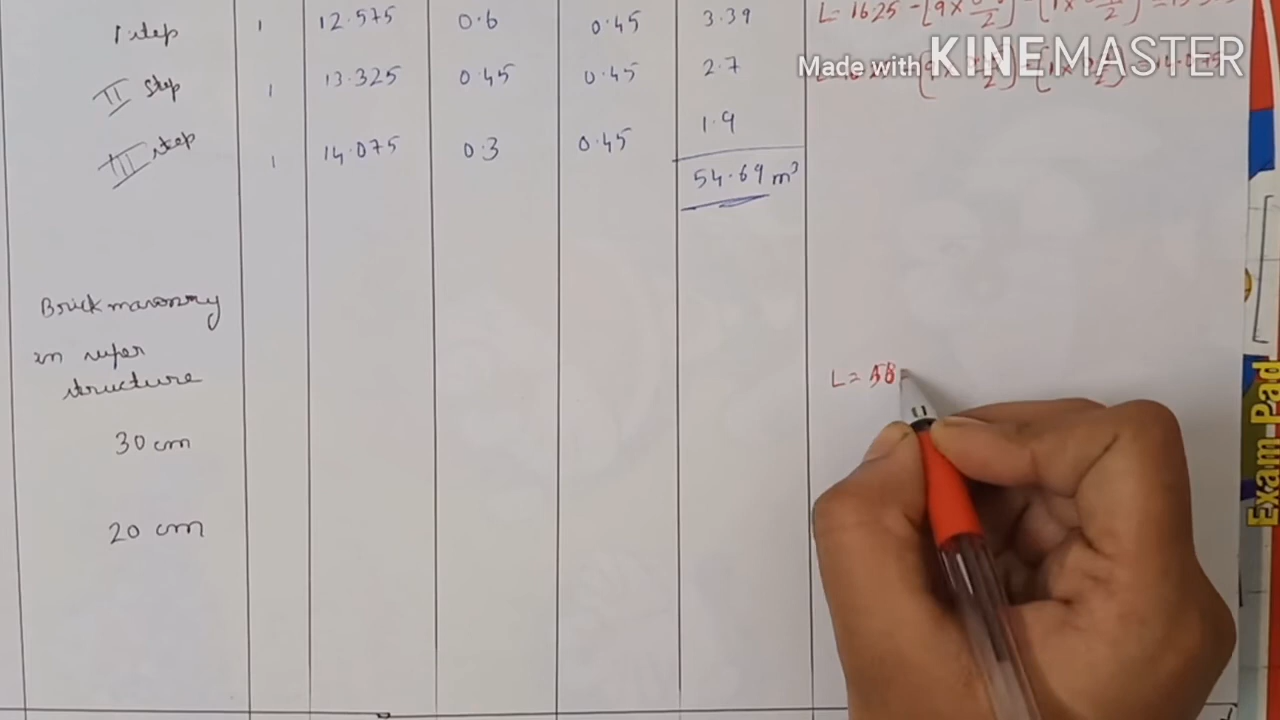 I step 1 12.575 0.6 0.45 3.39
II step 1 13.325 0.45 0.45 2.7
III step 1 14.075 0.3 0.45 1.9
54.69 m³
Made with KINEMASTER
Brick masonry
in super
structure
L = 58
30 cm
20 cm
Exam-Pad